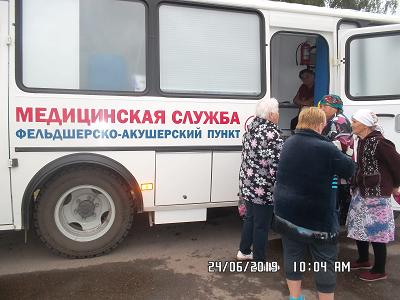 МЕДИЦИНСКАЯ СЛУЖБА
ФЕЛЬДШЕРСКО-АКУШЕРСКИЙ ПУНКТ
24/06/2019 10:04 AM